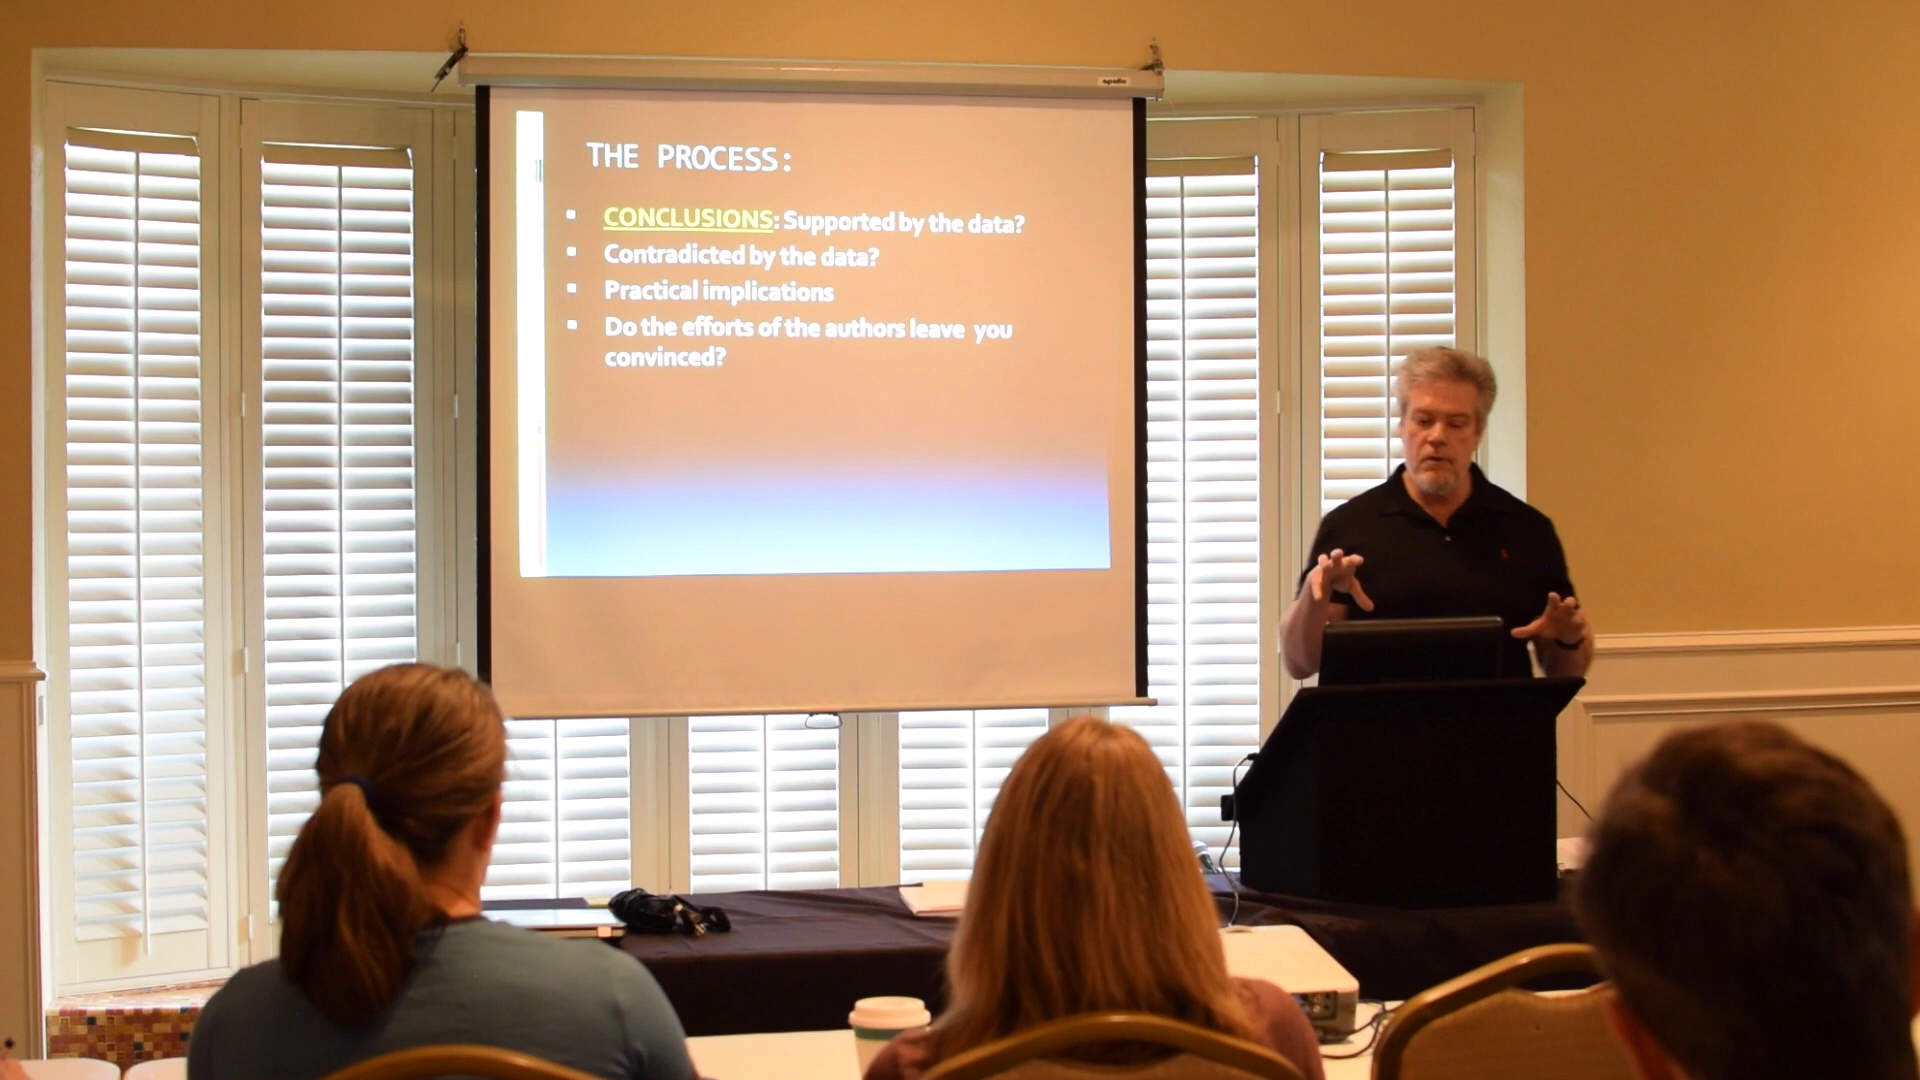 apollo
THE PROCESS:
▪ CONCLUSIONS: Supported by the data?
▪ Contradicted by the data?
▪ Practical implications
▪ Do the efforts of the authors leave you
convinced?